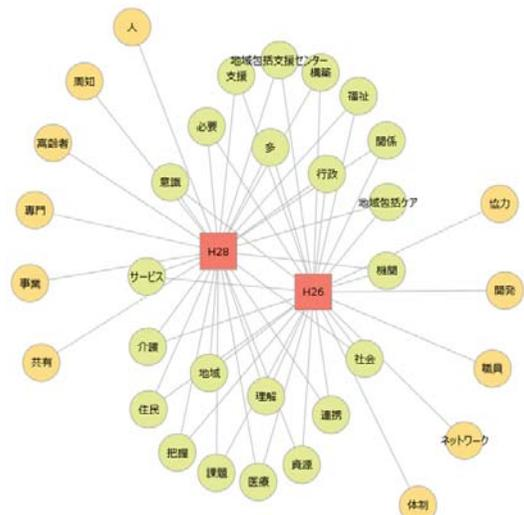 人
地域包括支援センター
支援
構築
周知
福祉
必要
関係
高齢者
多
行政
意識
地域包括ケア
専門
協力
H28
機関
サービス
事業
H26
開発
介護
社会
共有
地域
職員
理解
住民
連携
ネットワーク
把握
資源
課題
医療
体制